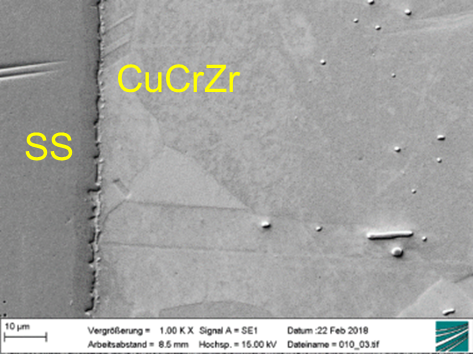 CuCrZr
SS
10 µm
Vergrößerung = 1.00 K X Signal A = SE1 Datum :22 Feb 2018
Arbeitsabstand = 8.5 mm Hochsp. = 15.00 kV Dateiname = 010_03.tif